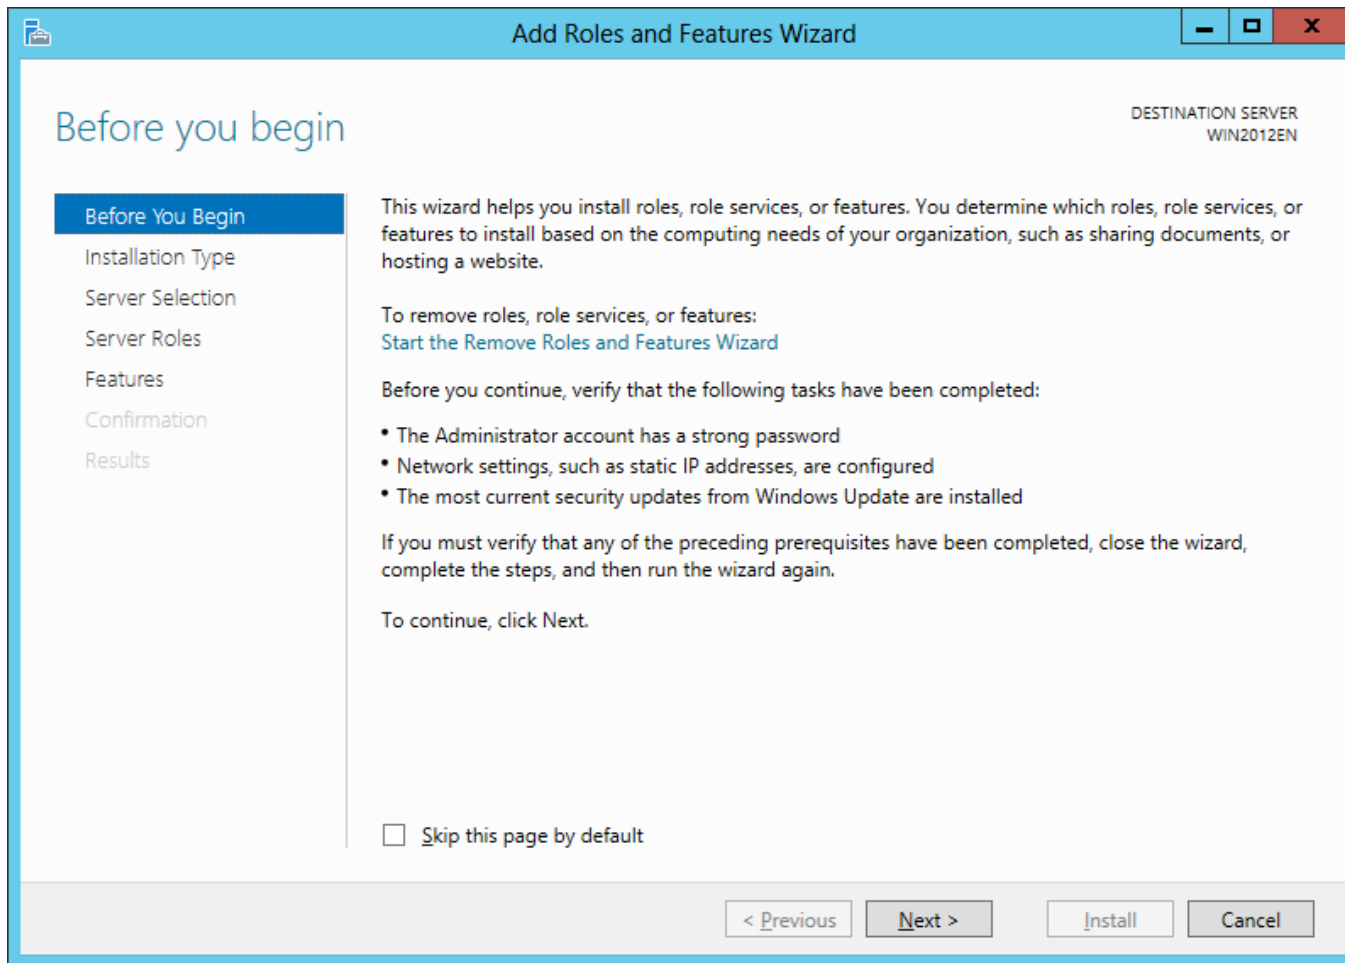 Add Roles and Features Wizard
Before you begin
DESTINATION SERVER
WIN2012EN
Before You Begin
Installation Type
Server Selection
Server Roles
Features
Confirmation
Results
This wizard helps you install roles, role services, or features. You determine which roles, role services, or
features to install based on the computing needs of your organization, such as sharing documents, or
hosting a website.
To remove roles, role services, or features:
Start the Remove Roles and Features Wizard
Before you continue, verify that the following tasks have been completed:
• The Administrator account has a strong password
• Network settings, such as static IP addresses, are configured
• The most current security updates from Windows Update are installed
If you must verify that any of the preceding prerequisites have been completed, close the wizard,
complete the steps, and then run the wizard again.
To continue, click Next.
Skip this page by default
< Previous
Next >
Install
Cancel